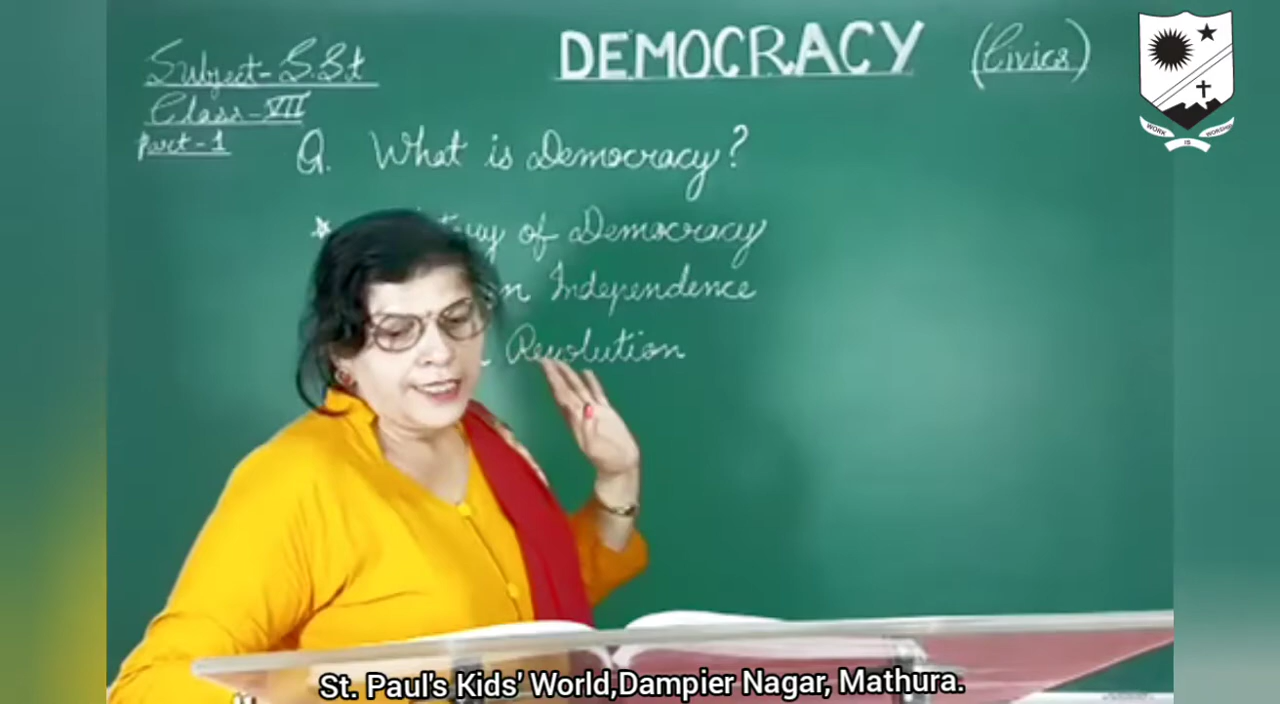 Subject- S.St
Class-VII
Part-1
DEMOCRACY (Civics)
Q. What is Democracy?
of Democracy
Independence
Revolution
WORK IS WORSHIP
St. Paul's Kids' World,Dampier Nagar, Mathura.